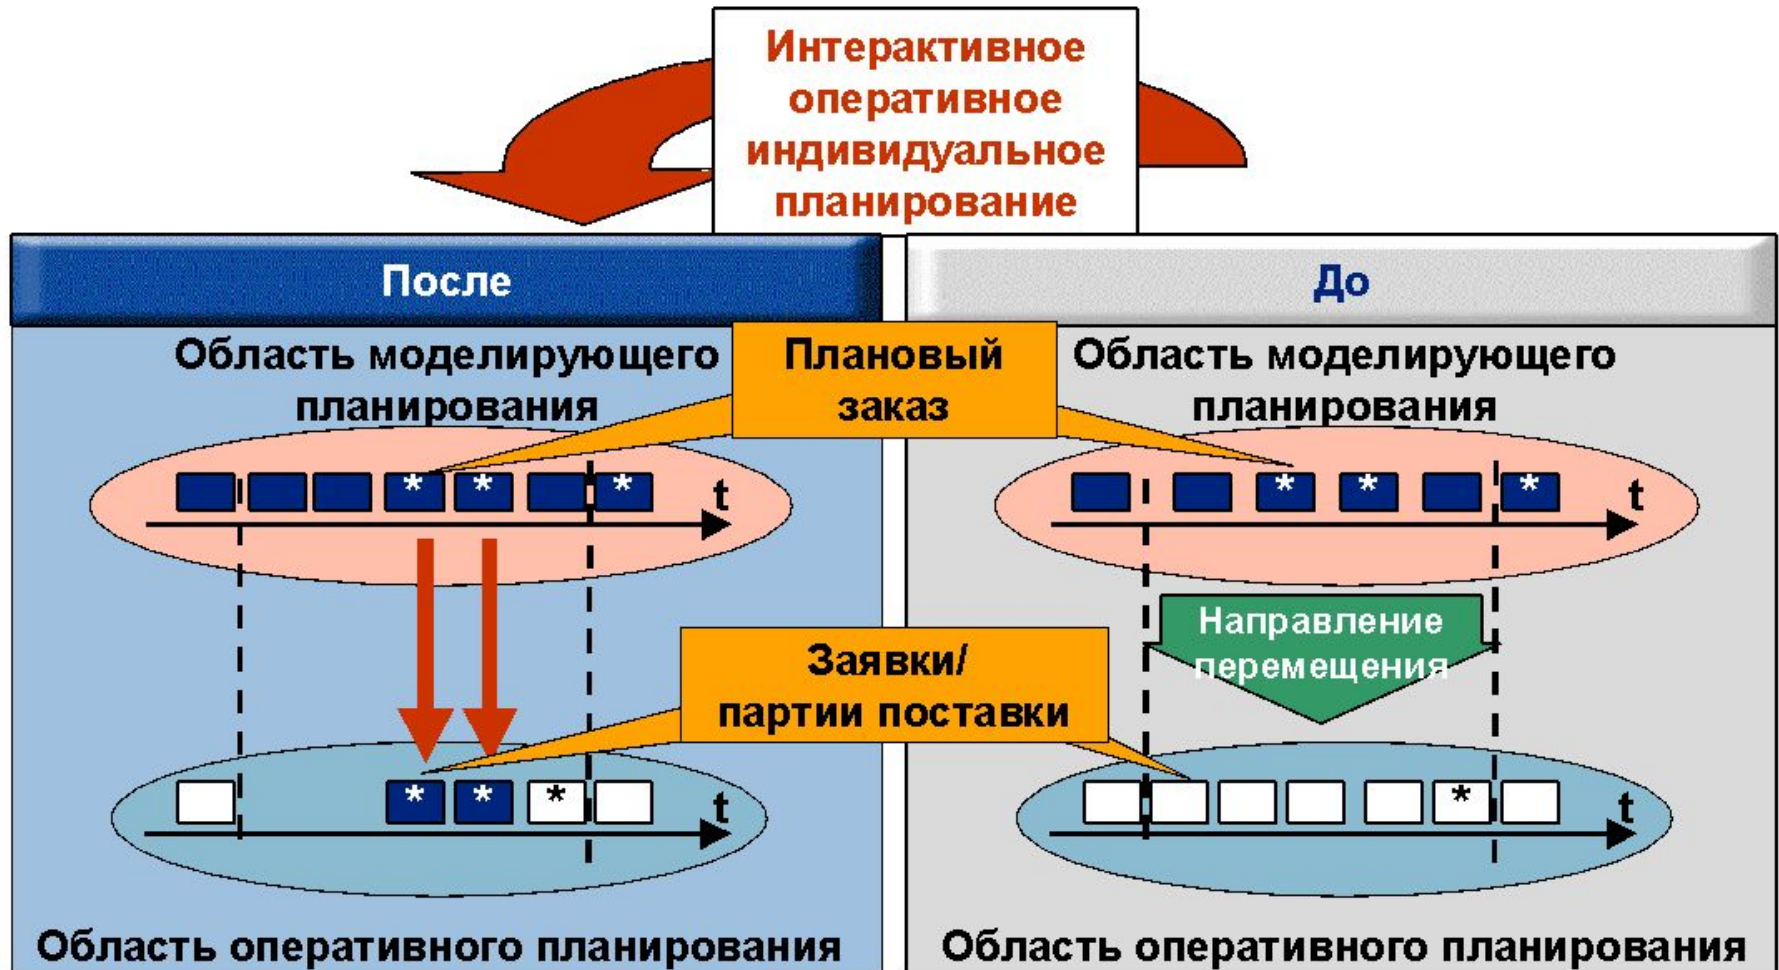 Интерактивное
оперативное
индивидуальное
планирование
После
До
Область моделирующего
планирования
Плановый
заказ
Область моделирующего
планирования
* * *
t
* * *
t
Направление
перемещения
Заявки/
партии поставки
* * *
t
*
t
Область оперативного планирования
Область оперативного планирования